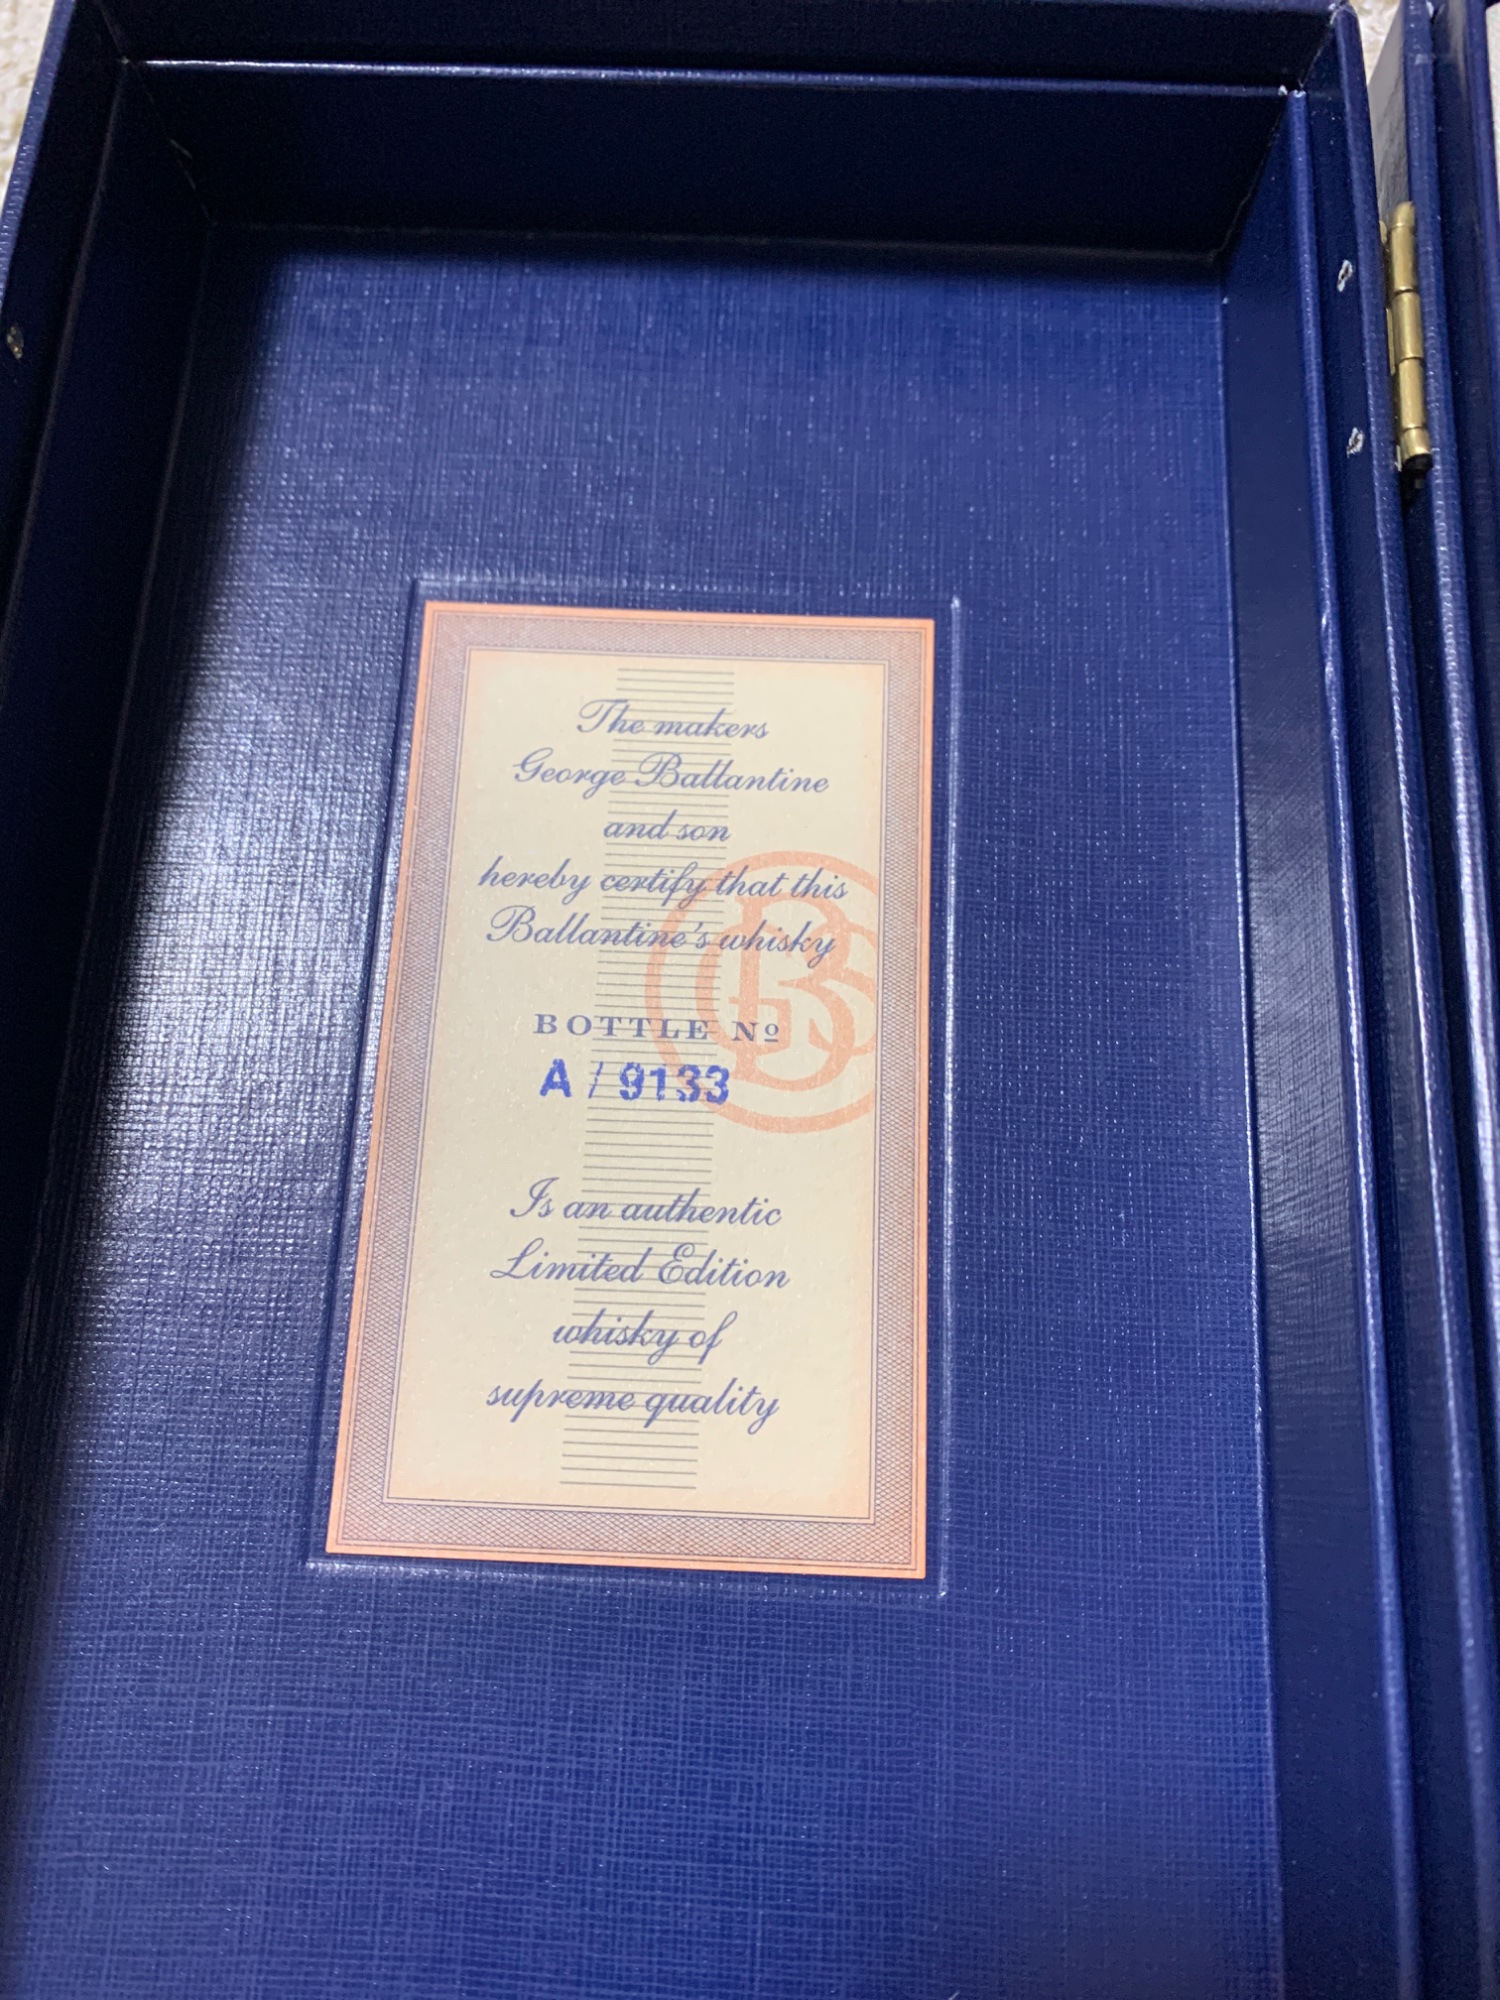 The makers
George Ballantine
and son
hereby certify that this
Ballantine's whisky
BOTTLE Nº
A / 9133
Is an authentic
Limited Edition
whisky of
supreme quality